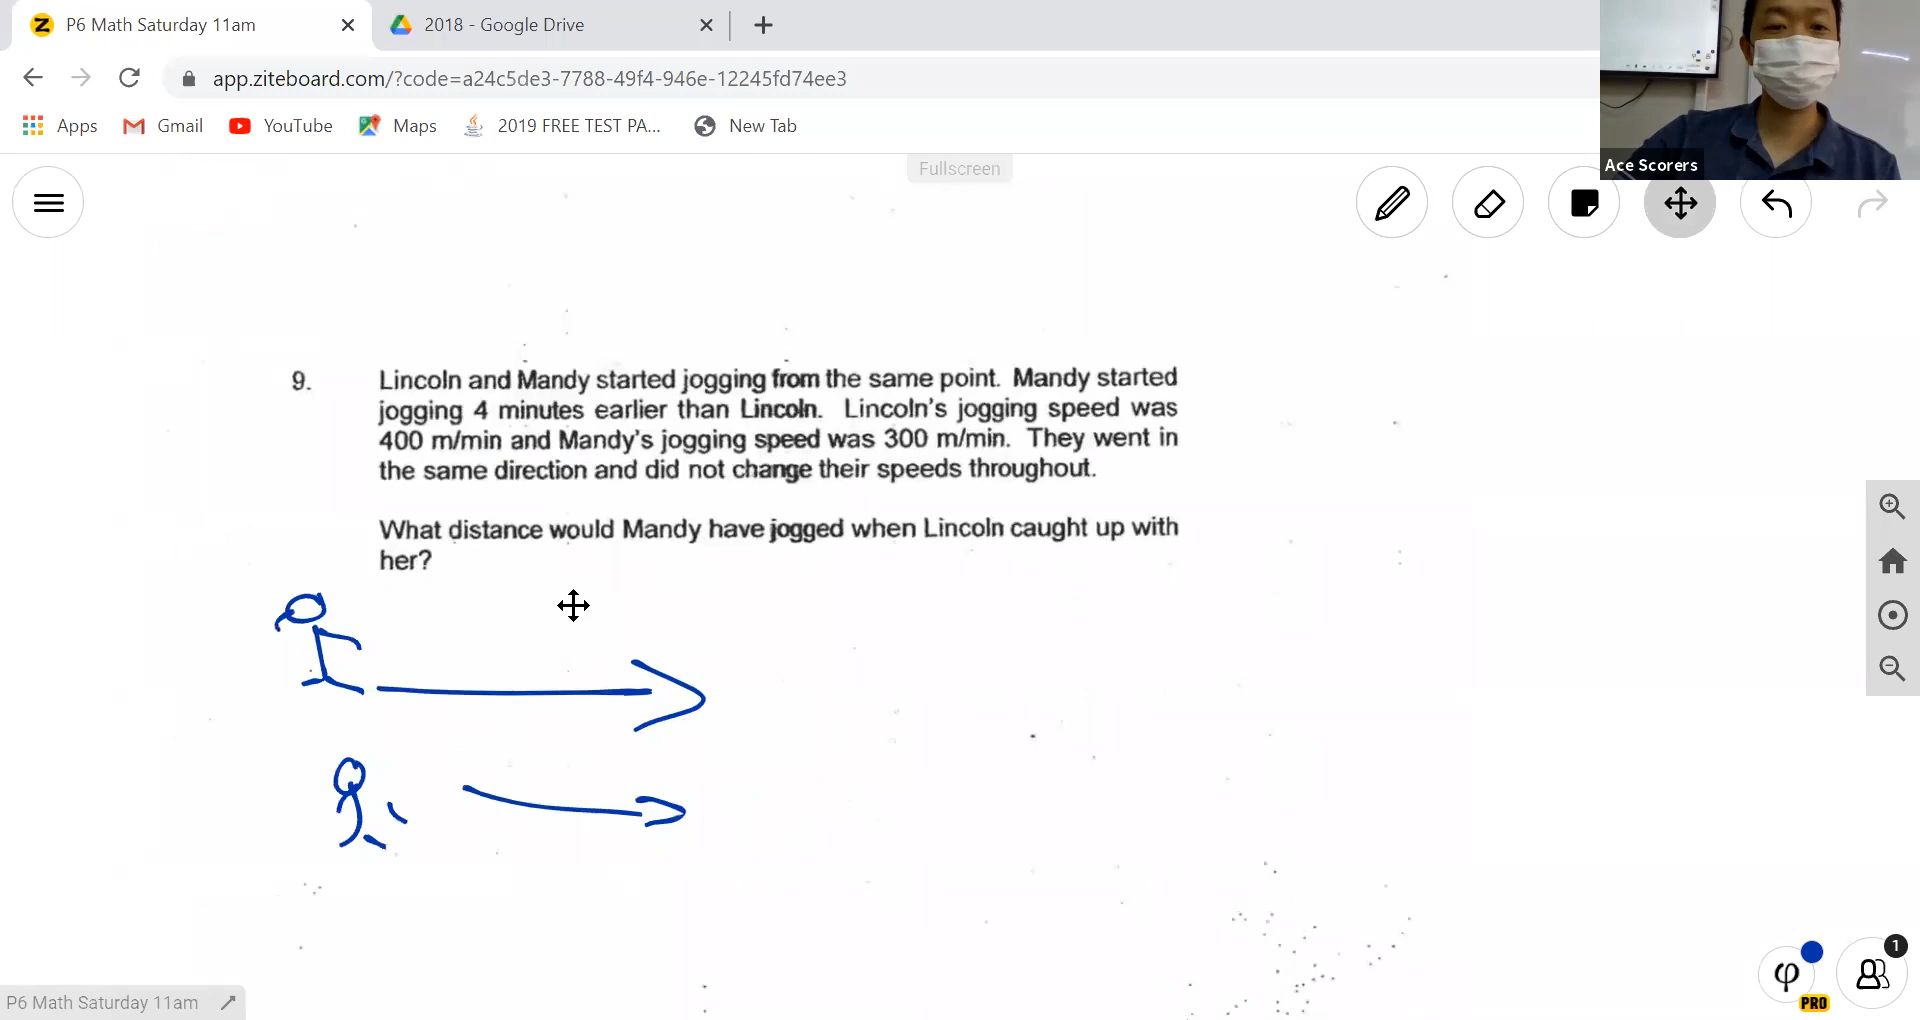 P6 Math Saturday 11am
2018 - Google Drive
app.ziteboard.com/?code=a24c5de3-7788-49f4-946e-12245fd74ee3
Apps
Gmail
YouTube
Maps
2019 FREE TEST PA...
New Tab
Ace Scorers
Fullscreen
9.
Lincoln and Mandy started jogging from the same point. Mandy started
jogging 4 minutes earlier than Lincoln. Lincoln's jogging speed was
400 m/min and Mandy's jogging speed was 300 m/min. They went in
the same direction and did not change their speeds throughout.
What distance would Mandy have jogged when Lincoln caught up with
her?
1
φ
PRO
P6 Math Saturday 11am